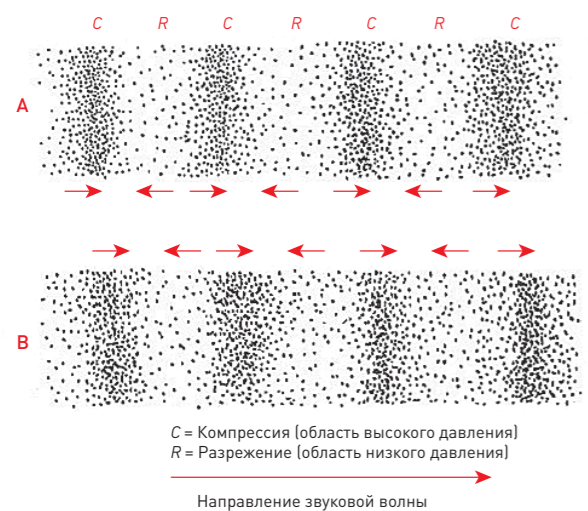 C R C R C R C
A
B
C = Компрессия (область высокого давления)
R = Разрежение (область низкого давления)
Направление звуковой волны